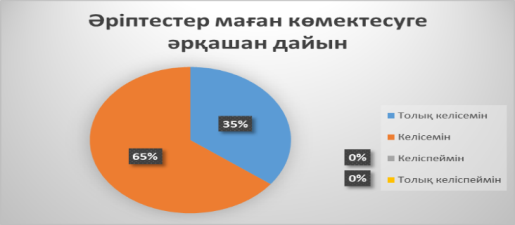 Әріптестер маған көмектесуге
әрқашан дайын
35%
65%
0%
0%
Толық келісемін
Келісемін
Келіспеймін
Толық келіспеймін